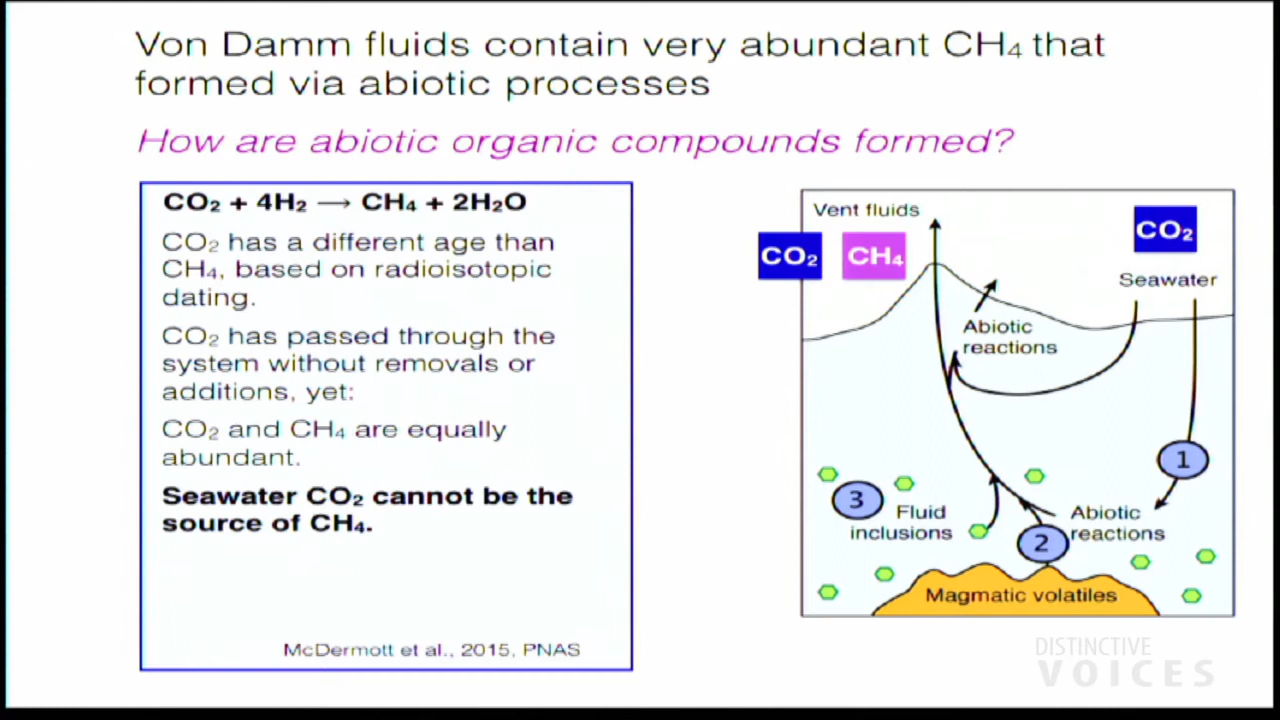 Von Damm fluids contain very abundant CH₄ that
formed via abiotic processes
How are abiotic organic compounds formed?
CO₂ + 4H₂ → CH₄ + 2H₂O
CO₂ has a different age than
CH₄, based on radioisotopic
dating.
CO₂ has passed through the
system without removals or
additions, yet:
CO₂ and CH₄ are equally
abundant.
Seawater CO₂ cannot be the
source of CH₄.
McDermott et al., 2015, PNAS
Vent fluids
CO₂
CH₄
CO₂
Seawater
Abiotic
reactions
1
3
Fluid
inclusions
Abiotic
reactions
2
Magmatic volatiles
DISTINCTIVE
VOICES